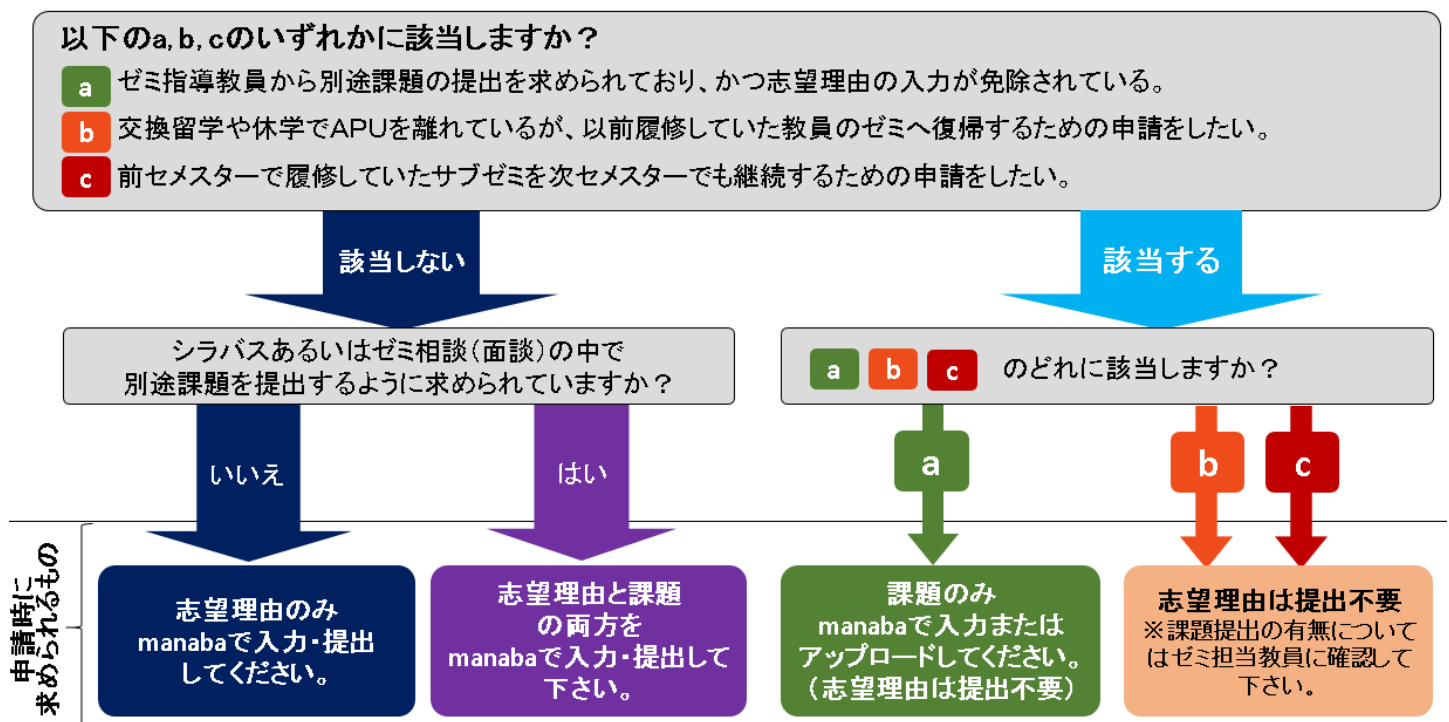 以下のa,b,cのいずれかに該当しますか？
a ゼミ指導教員から別途課題の提出を求められており、かつ志望理由の入力が免除されている。
b 交換留学や休学でAPUを離れているが、以前履修していた教員のゼミへ復帰するための申請をしたい。
c 前セメスターで履修していたサブゼミを次セメスターでも継続するための申請をしたい。
該当しない
該当する
シラバスあるいはゼミ相談（面談）の中で
別途課題を提出するように求められていますか？
a b c のどれに該当しますか？
いいえ
はい
a
b
c
申請時に
求められるもの
志望理由のみ
manabaで入力・提出
してください。
志望理由と課題
の両方を
manabaで入力・提出して
下さい。
課題のみ
manabaで入力または
アップロードしてください。
（志望理由は提出不要）
志望理由は提出不要
※課題提出の有無について
はゼミ担当教員に確認して
下さい。